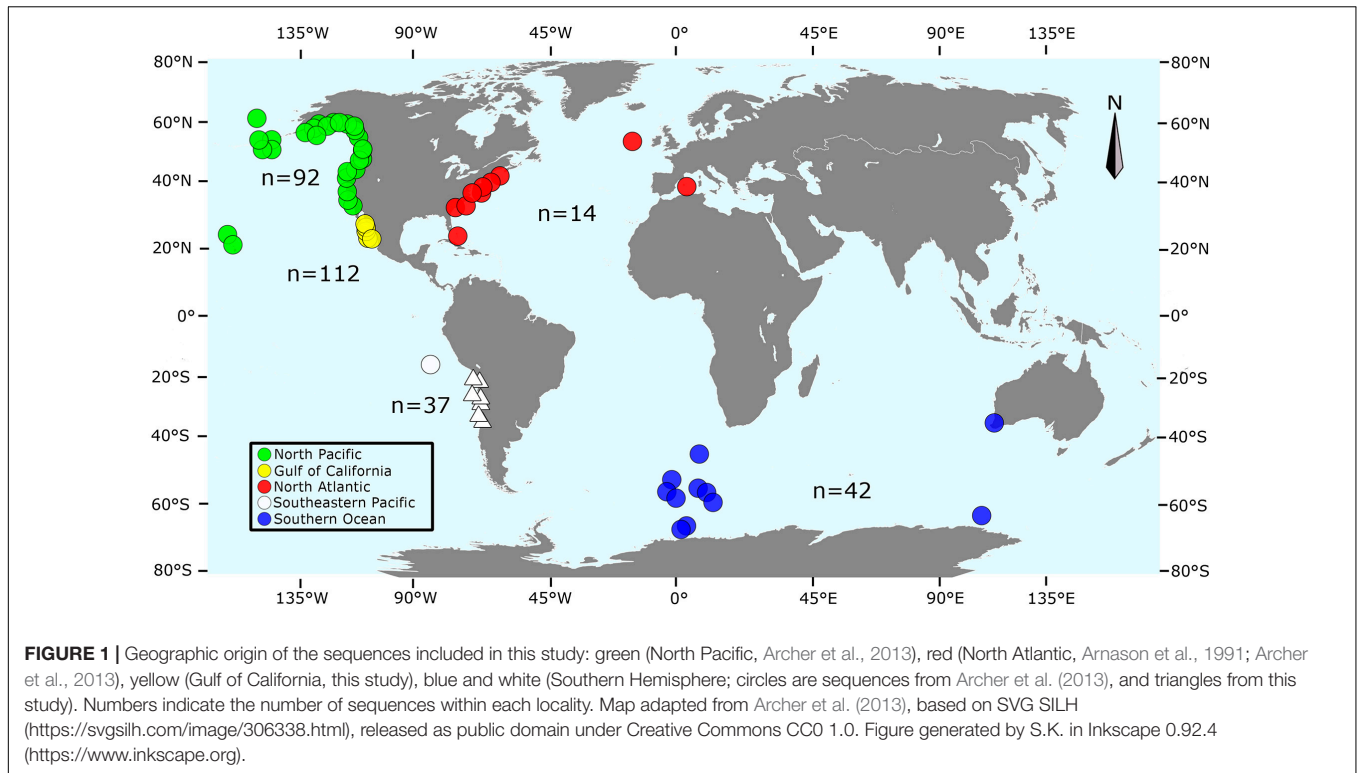 135°W 90°W 45°W 0° 45°E 90°E 135°E
80°N 80°N
N
60°N 60°N
n=92
40°N 40°N
n=14
20°N 20°N
n=112
0° 0°
20°S 20°S
n=37
40°S 40°S
North Pacific
Gulf of California
North Atlantic
Southeastern Pacific
Southern Ocean
n=42
60°S 60°S
80°S 80°S
135°W 90°W 45°W 0° 45°E 90°E 135°E
FIGURE 1 | Geographic origin of the sequences included in this study: green (North Pacific, Archer et al., 2013), red (North Atlantic, Arnason et al., 1991; Archer
et al., 2013), yellow (Gulf of California, this study), blue and white (Southern Hemisphere; circles are sequences from Archer et al. (2013), and triangles from this
study). Numbers indicate the number of sequences within each locality. Map adapted from Archer et al. (2013), based on SVG SILH
(https://svgsilh.com/image/306338.html), released as public domain under Creative Commons CC0 1.0. Figure generated by S.K. in Inkscape 0.92.4
(https://www.inkscape.org).